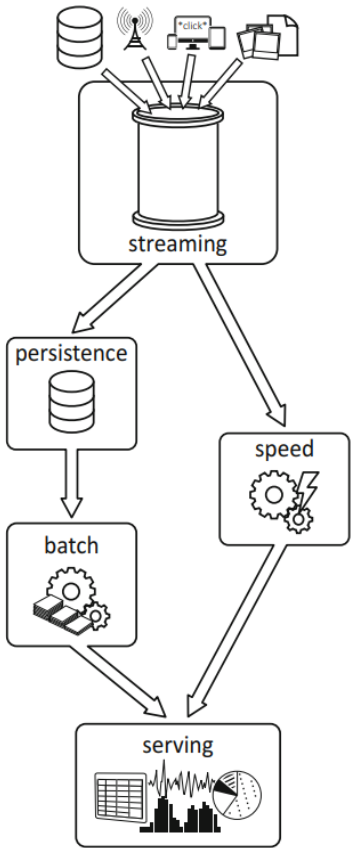 *click*
streaming
persistence
speed
batch
serving